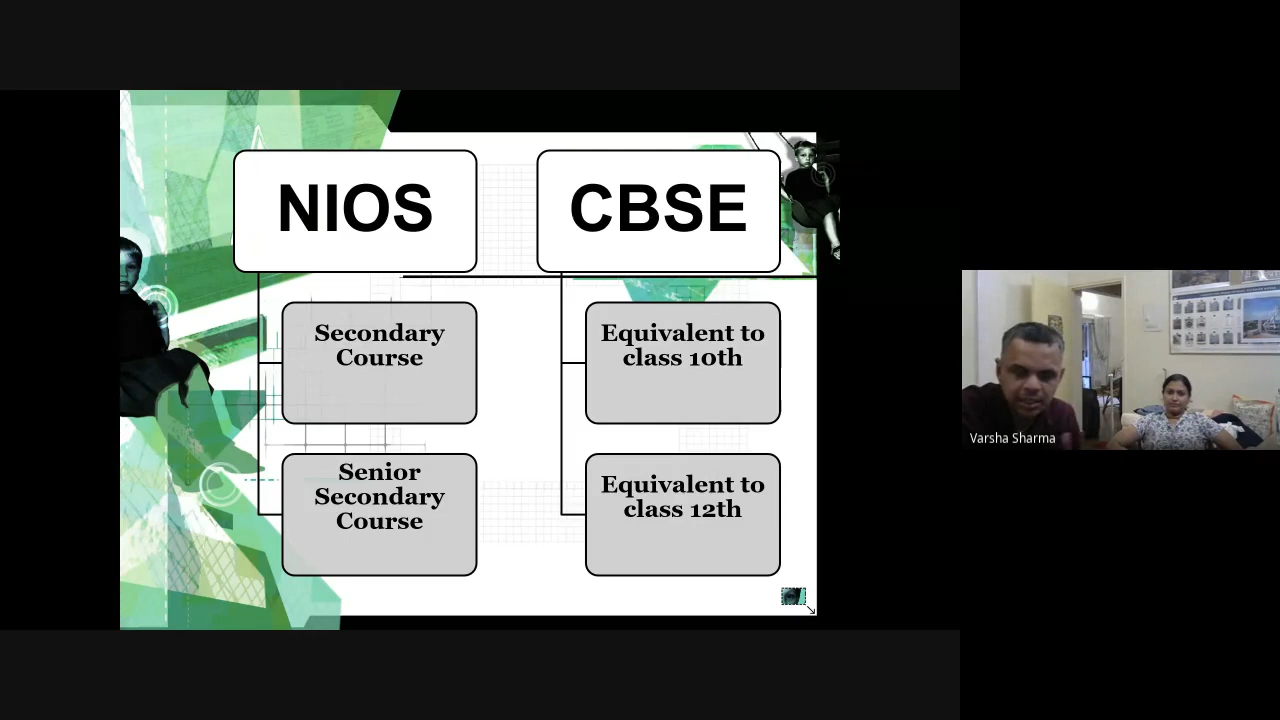 NIOS
CBSE
Secondary
Course
Equivalent to
class 10th
Senior
Secondary
Course
Equivalent to
class 12th
Varsha Sharma